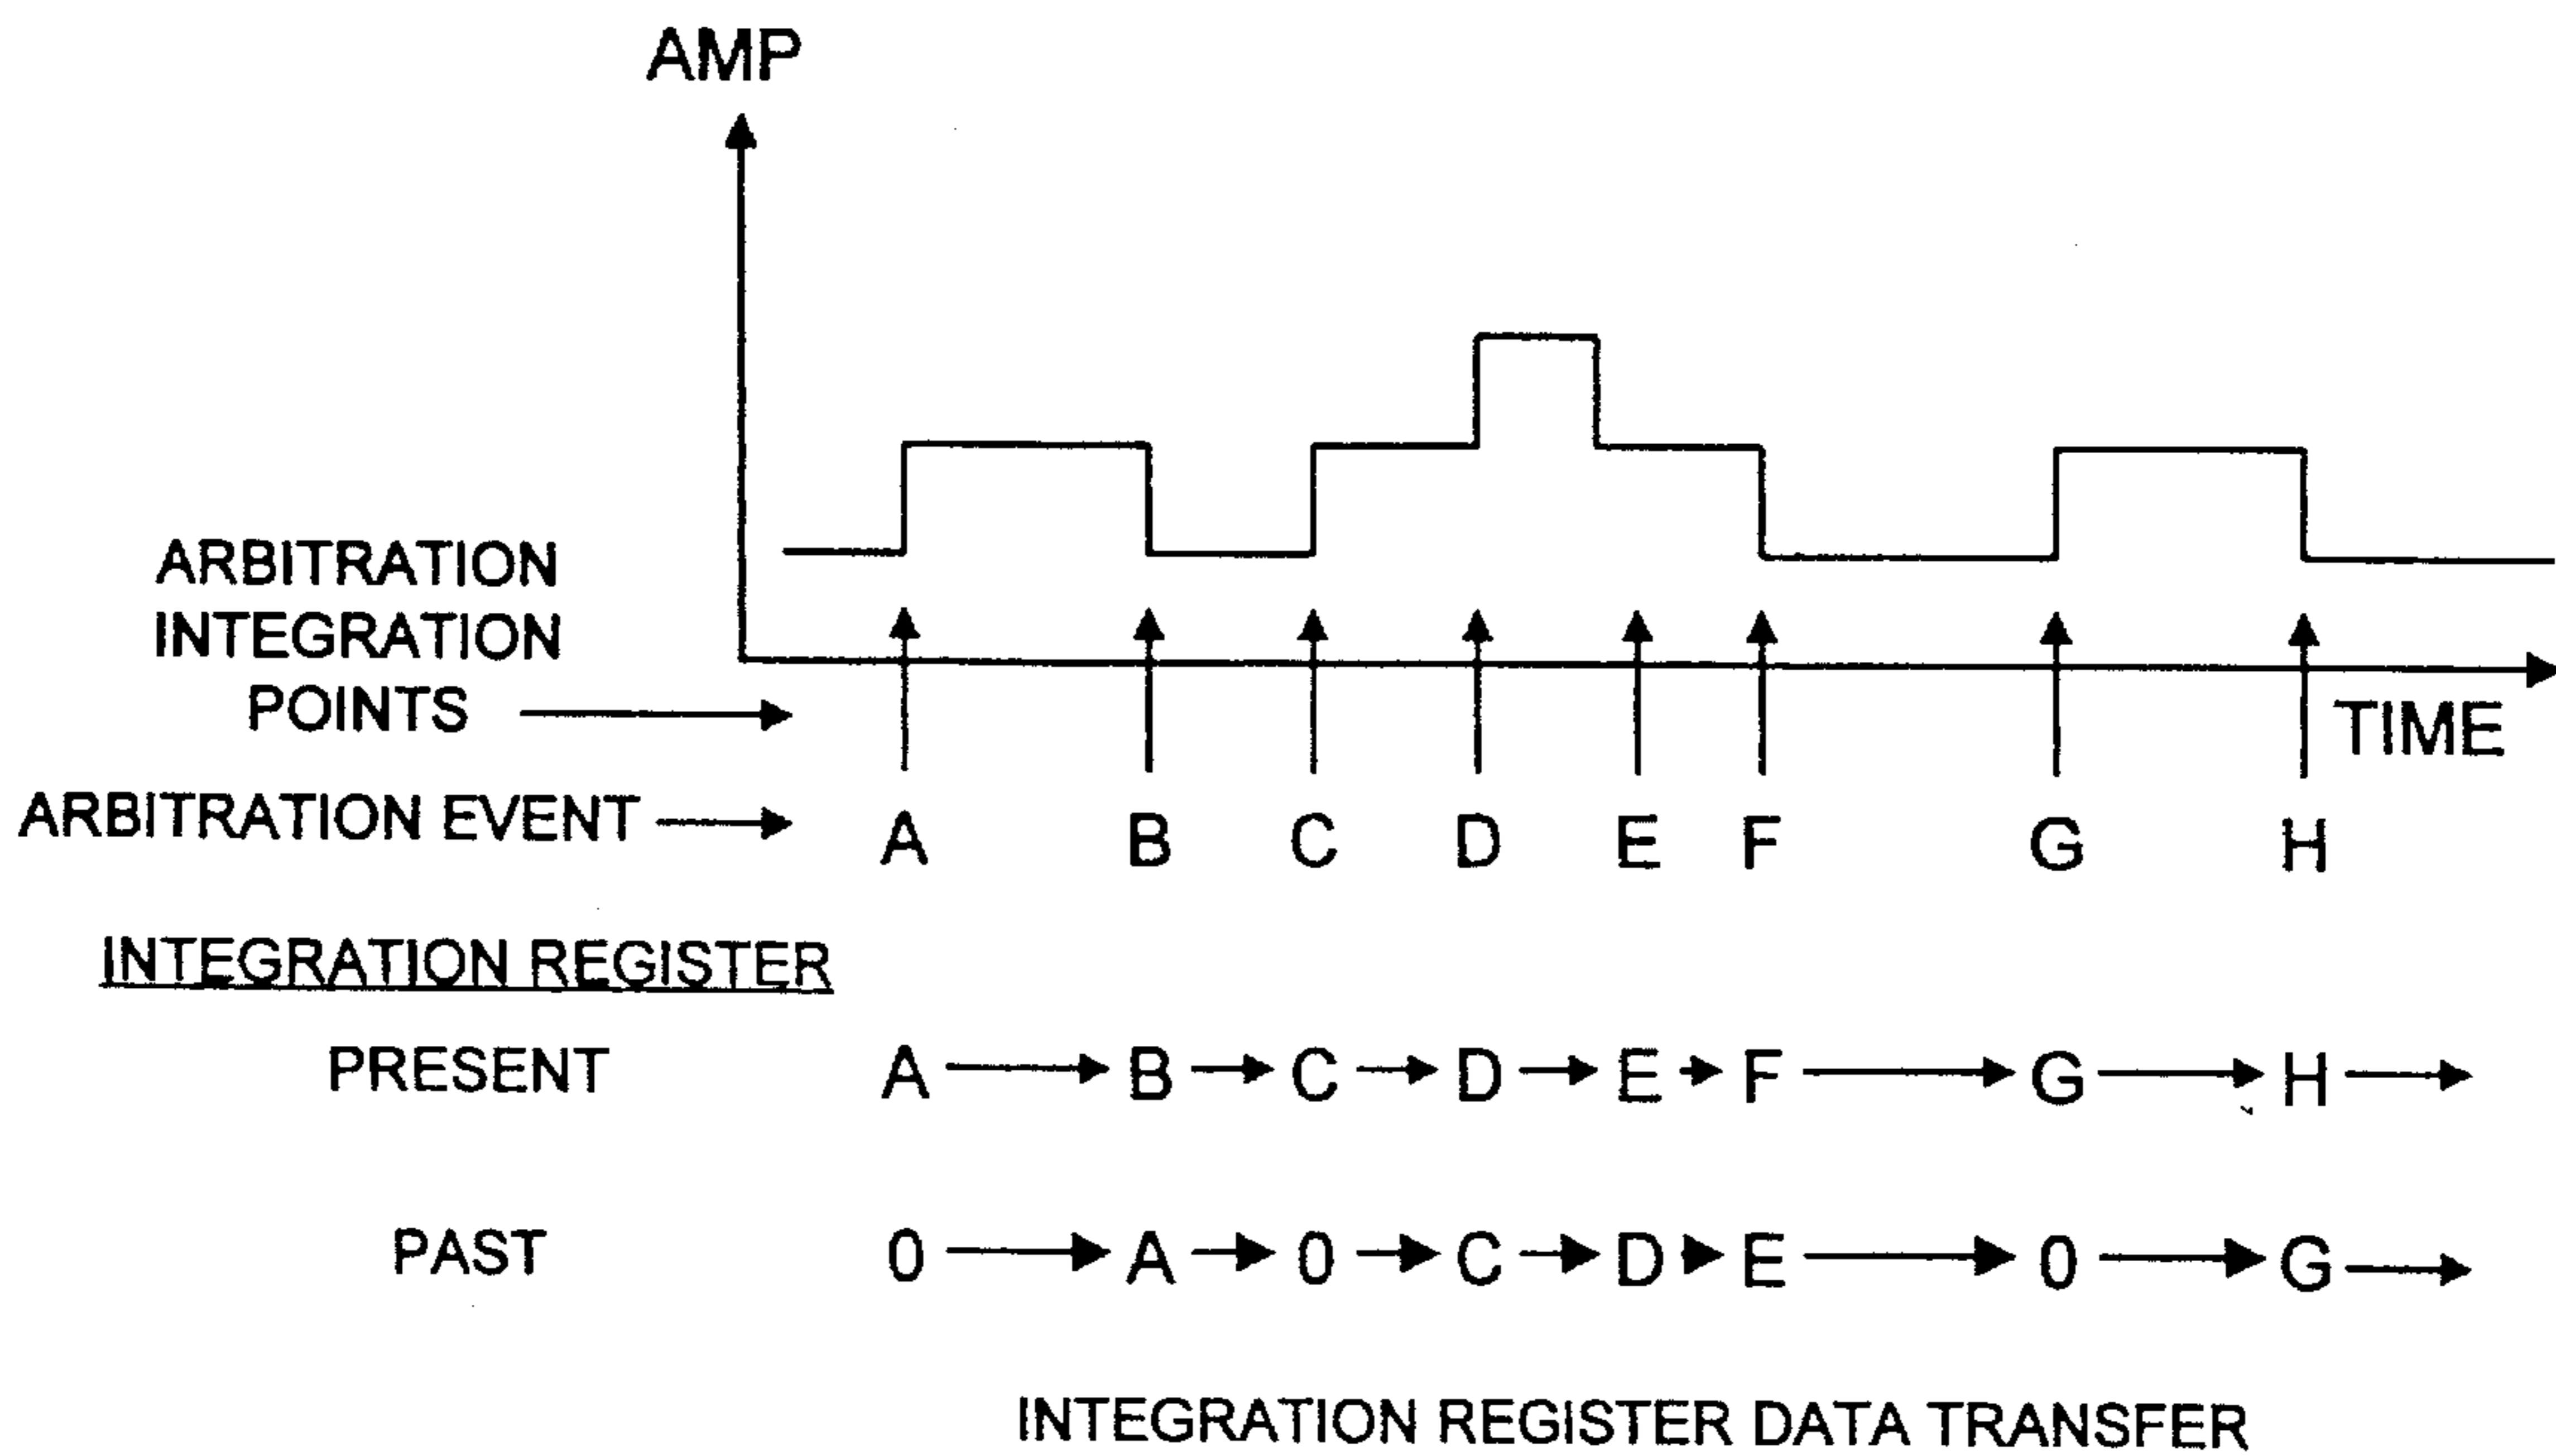 AMP
ARBITRATION
INTEGRATION
POINTS
TIME
ARBITRATION EVENT A B C D E F G H
INTEGRATION REGISTER
PRESENT A B C D E F G H
PAST 0 A 0 C D E 0 G
INTEGRATION REGISTER DATA TRANSFER